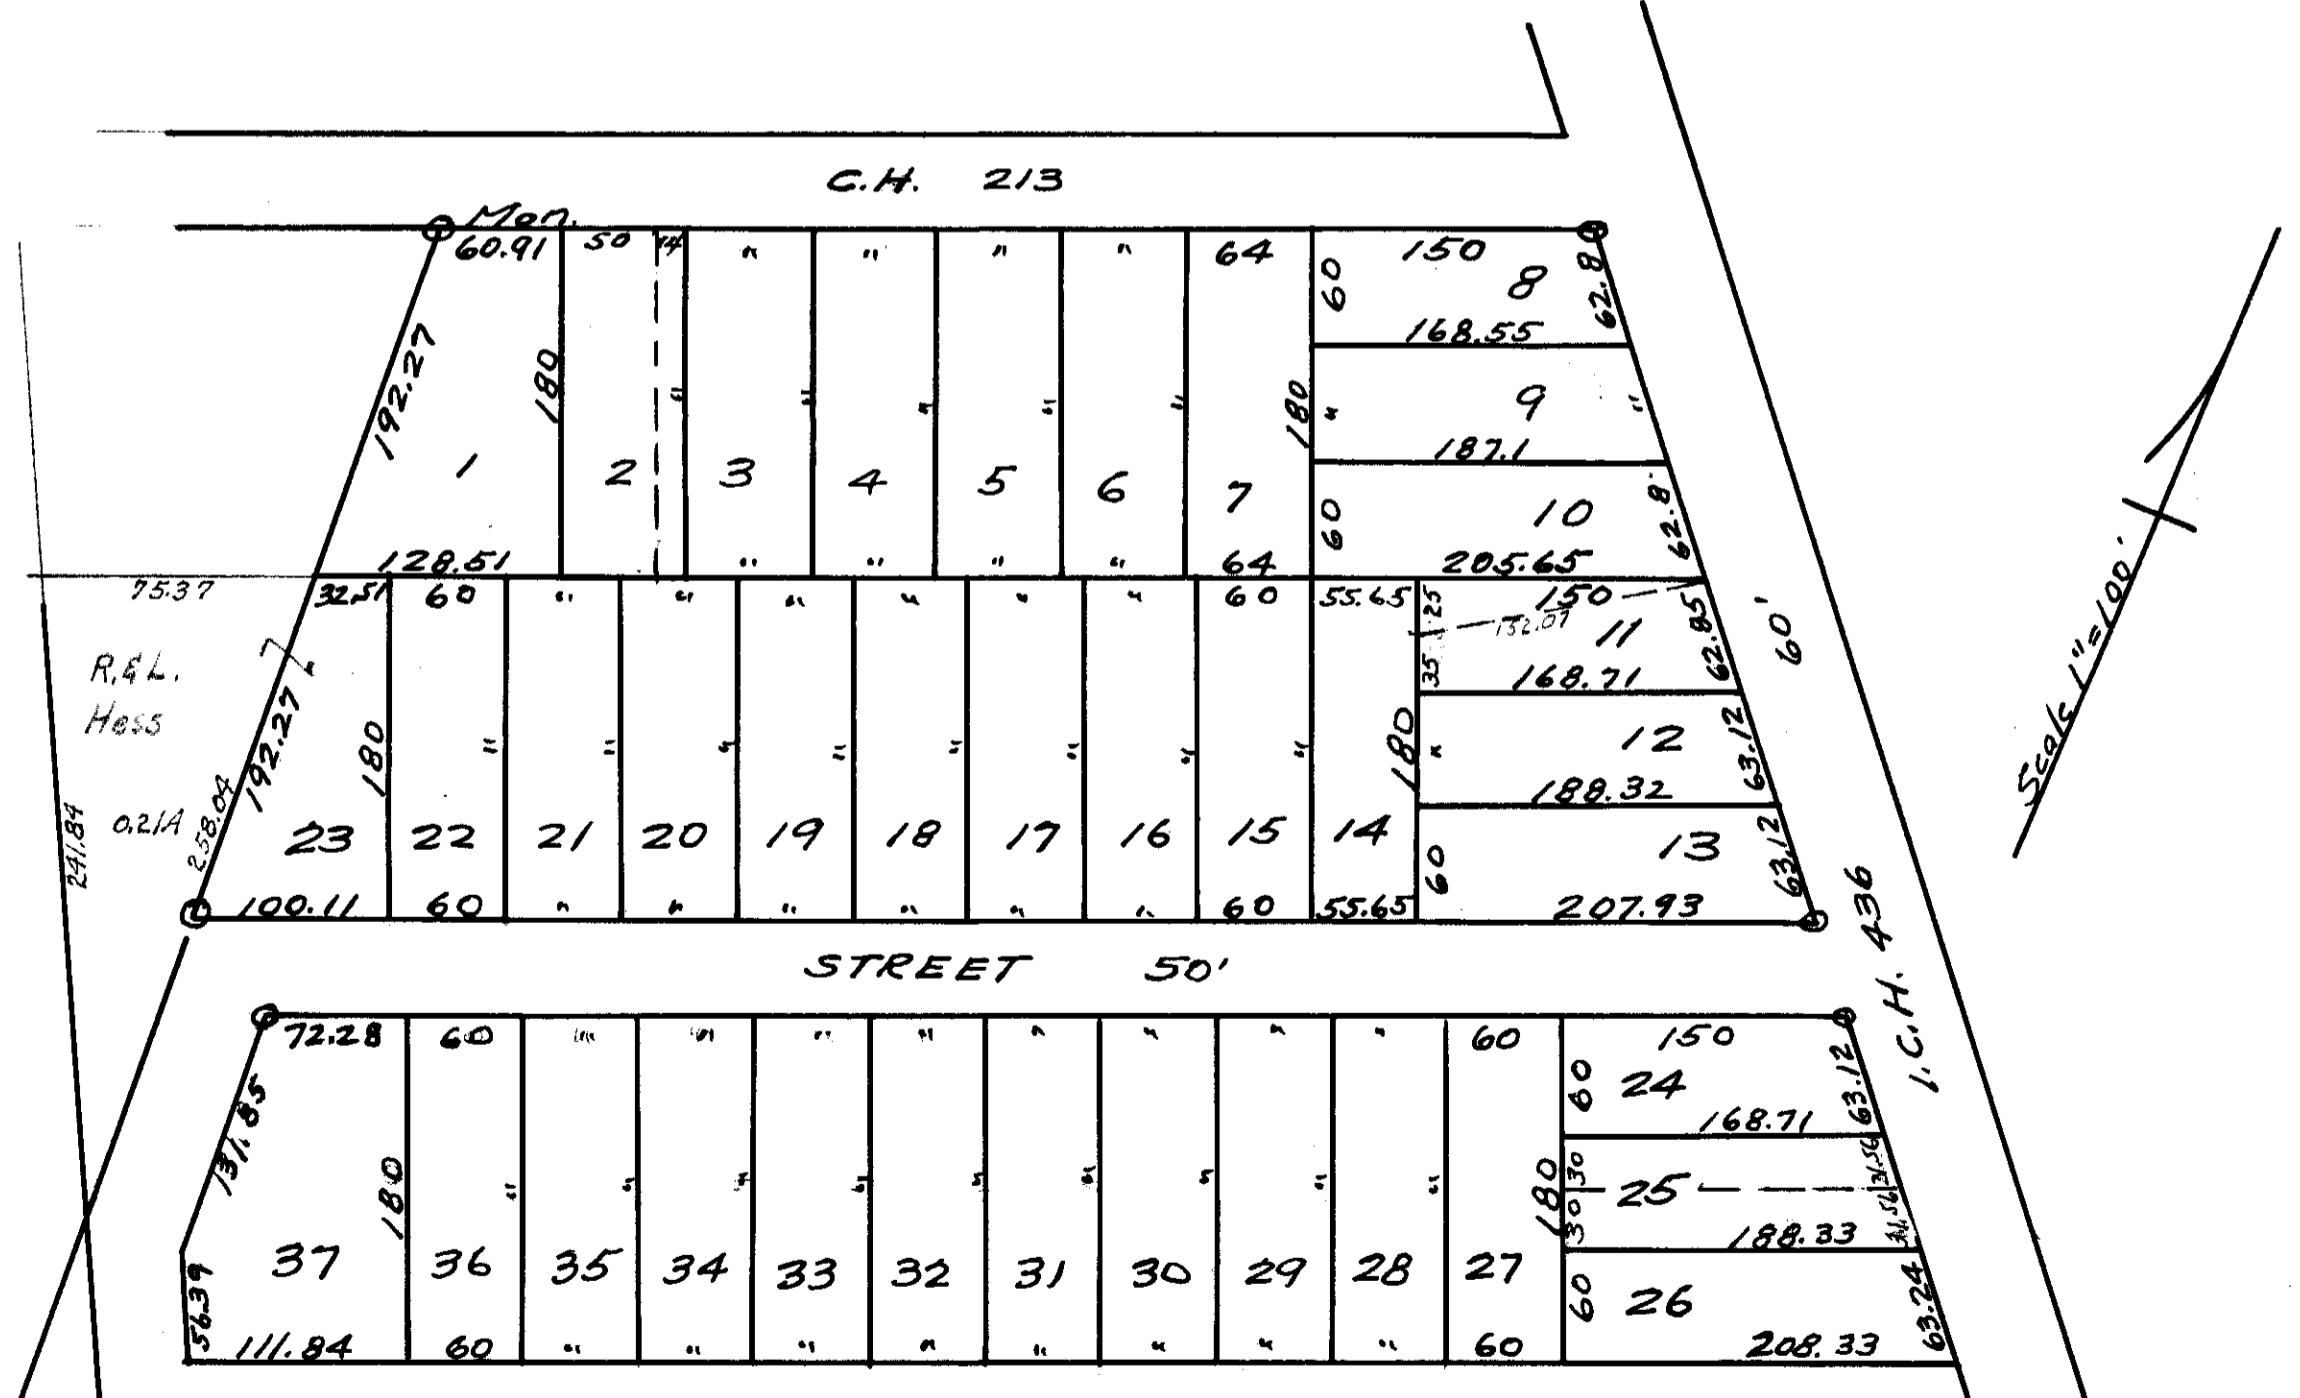 C.H. 213
Mon.
60.91 50 14 " " " " 64 150
60 8 62.8
168.55
192.27 180 " " " " " 180 " 9 "
187.1
1 2 3 4 5 6 7 60 10 62.8
128.51 " " " " 64 205.65
75.37 32.51 60 " " " " " " 60 55.65 25 150
152.07 11 62.85 60'
R.&L. 35 168.71
Hess
192.27 " 180 " " " " " " " " 180 " 12 63.12
188.32
241.84 0.21A 258.04
23 22 21 20 19 18 17 16 15 14 60 13 63.12
100.11 60 " " " " " " 60 55.65 207.93
STREET 50'
I.C.H. 436
72.28 60 " " " " " " " " 60 150
131.85 60 24 63.12
168.71
180 " " " " " " " " " 180 30 25 31.56
30 188.33 31.56
37 36 35 34 33 32 31 30 29 28 27 60 26 63.24
56.39 111.84 60 " " " " " " " " 60 208.33
Scale 1"=100'